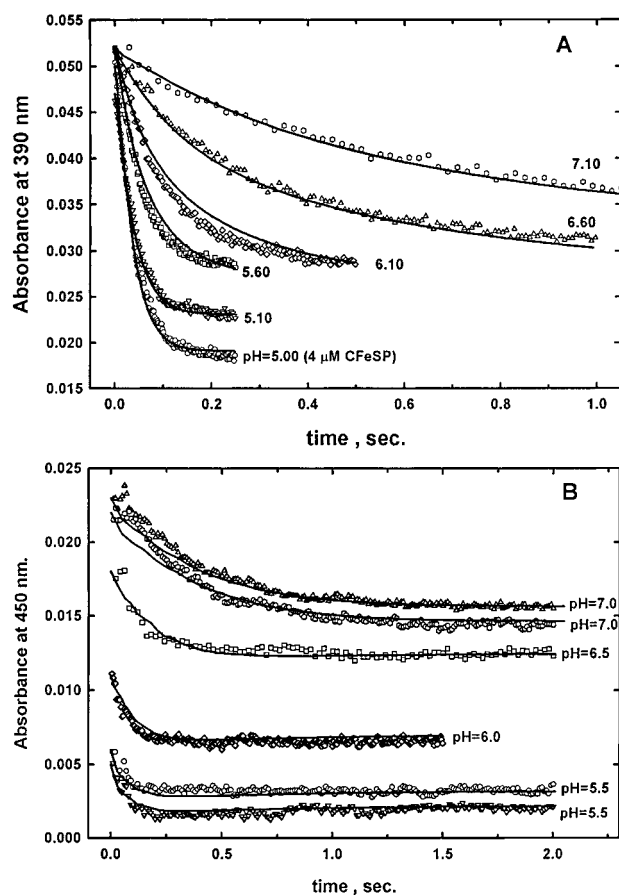 A
0.055
0.050
0.045
0.040
0.035
0.030
0.025
0.020
0.015
Absorbance at 390 nm
7.10
6.60
6.10
5.60
5.10
pH=5.00 (4 μM CFeSP)
0.0 0.2 0.4 0.6 0.8 1.0
time , sec.
B
0.025
0.020
0.015
0.010
0.005
0.000
Absorbance at 450 nm.
pH=7.0
pH=7.0
pH=6.5
pH=6.0
pH=5.5
pH=5.5
0.0 0.5 1.0 1.5 2.0
time , sec.